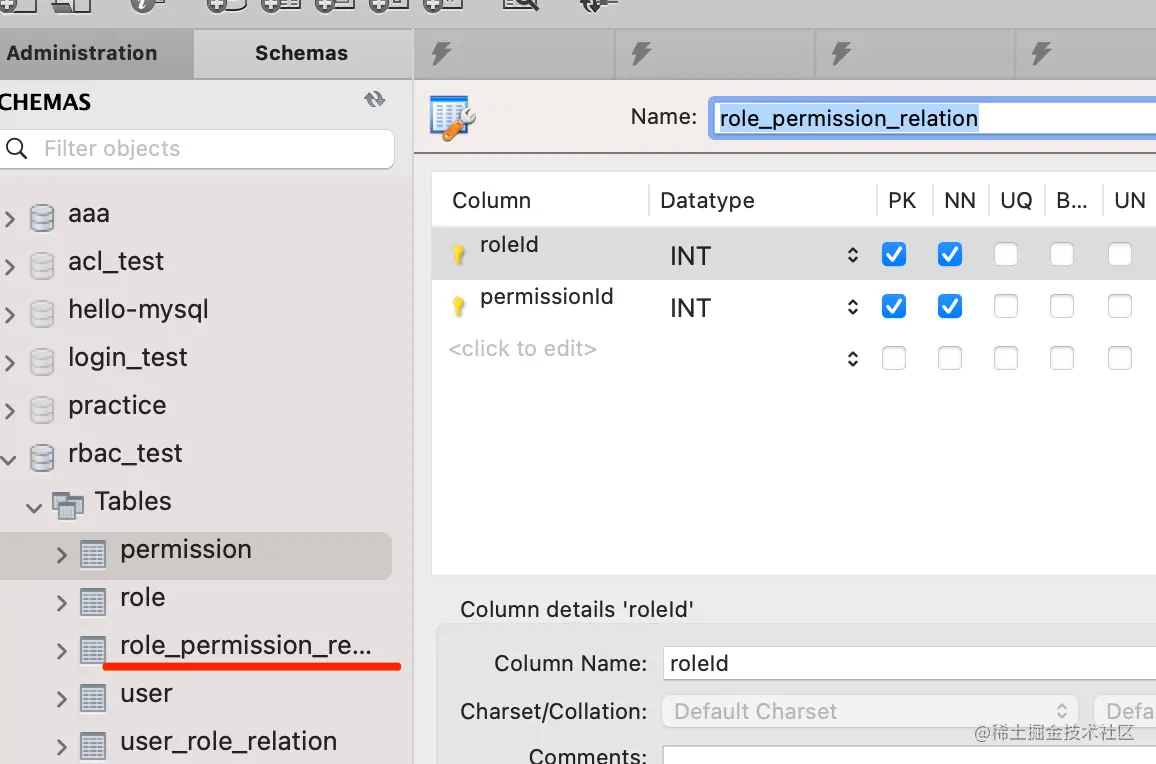 Administration
Schemas
CHEMAS
Filter objects
aaa
acl_test
hello-mysql
login_test
practice
rbac_test
Tables
permission
role
role_permission_re...
user
user_role_relation
Name: role_permission_relation
Column Datatype PK NN UQ B... UN
roleId INT
permissionId INT
<click to edit>
Column details 'roleId'
Column Name: roleId
Charset/Collation: Default Charset Defa
Comments:
@稀土掘金技术社区